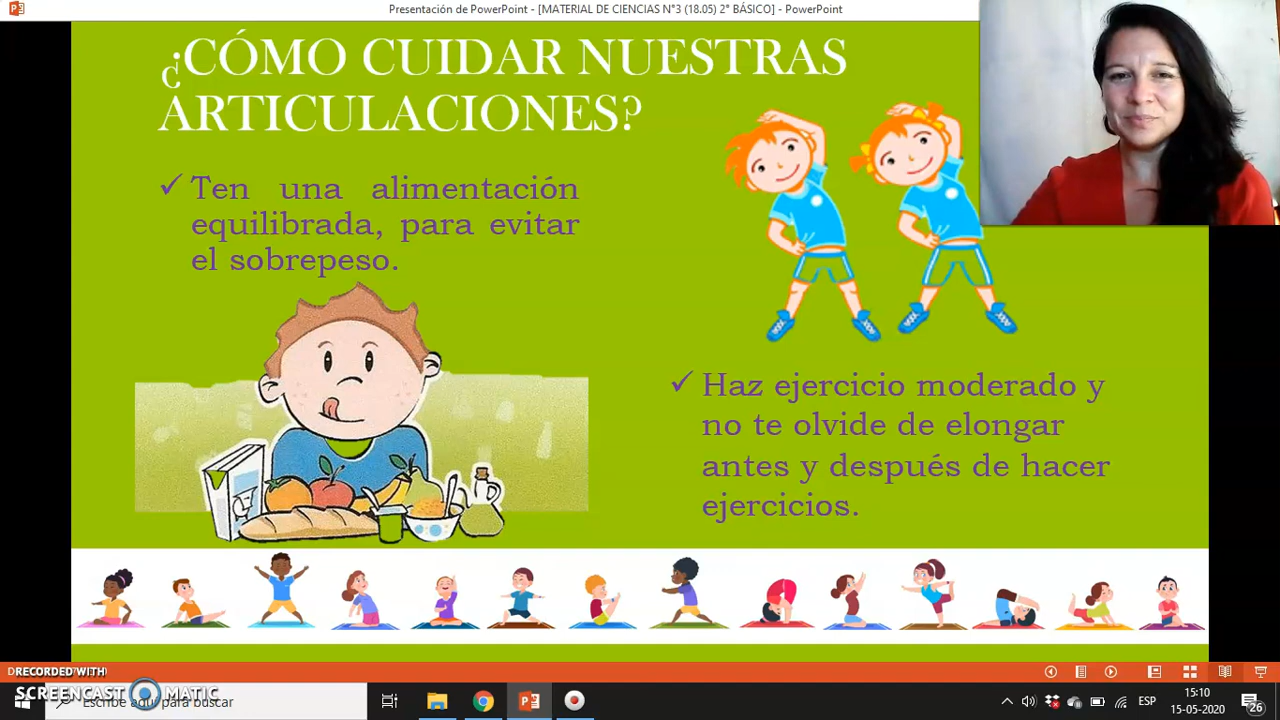 Presentación de PowerPoint - [MATERIAL DE CIENCIAS N°3 (18.05) 2° BÁSICO] - PowerPoint
¿CÓMO CUIDAR NUESTRAS
ARTICULACIONES?
✓ Ten una alimentación
equilibrada, para evitar
el sobrepeso.
✓ Haz ejercicio moderado y
no te olvide de elongar
antes y después de hacer
ejercicios.
RECORDED WITH
SCREENCAST MATIC
Escribe aquí para buscar
ESP
15:10
15-05-2020
26